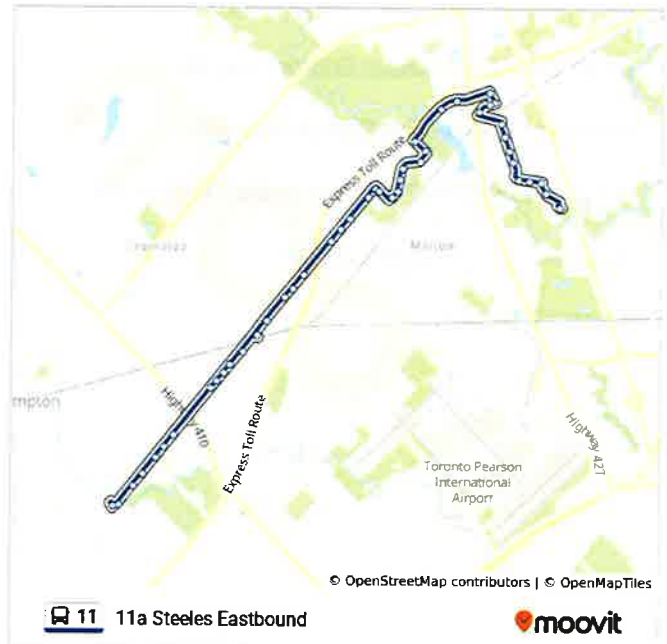 Express Toll Route
Malton
mpton
Highway 410
Express Toll Route
Highway 427
Toronto Pearson
International
Airport
© OpenStreetMap contributors | © OpenMapTiles
11 11a Steeles Eastbound
moovit